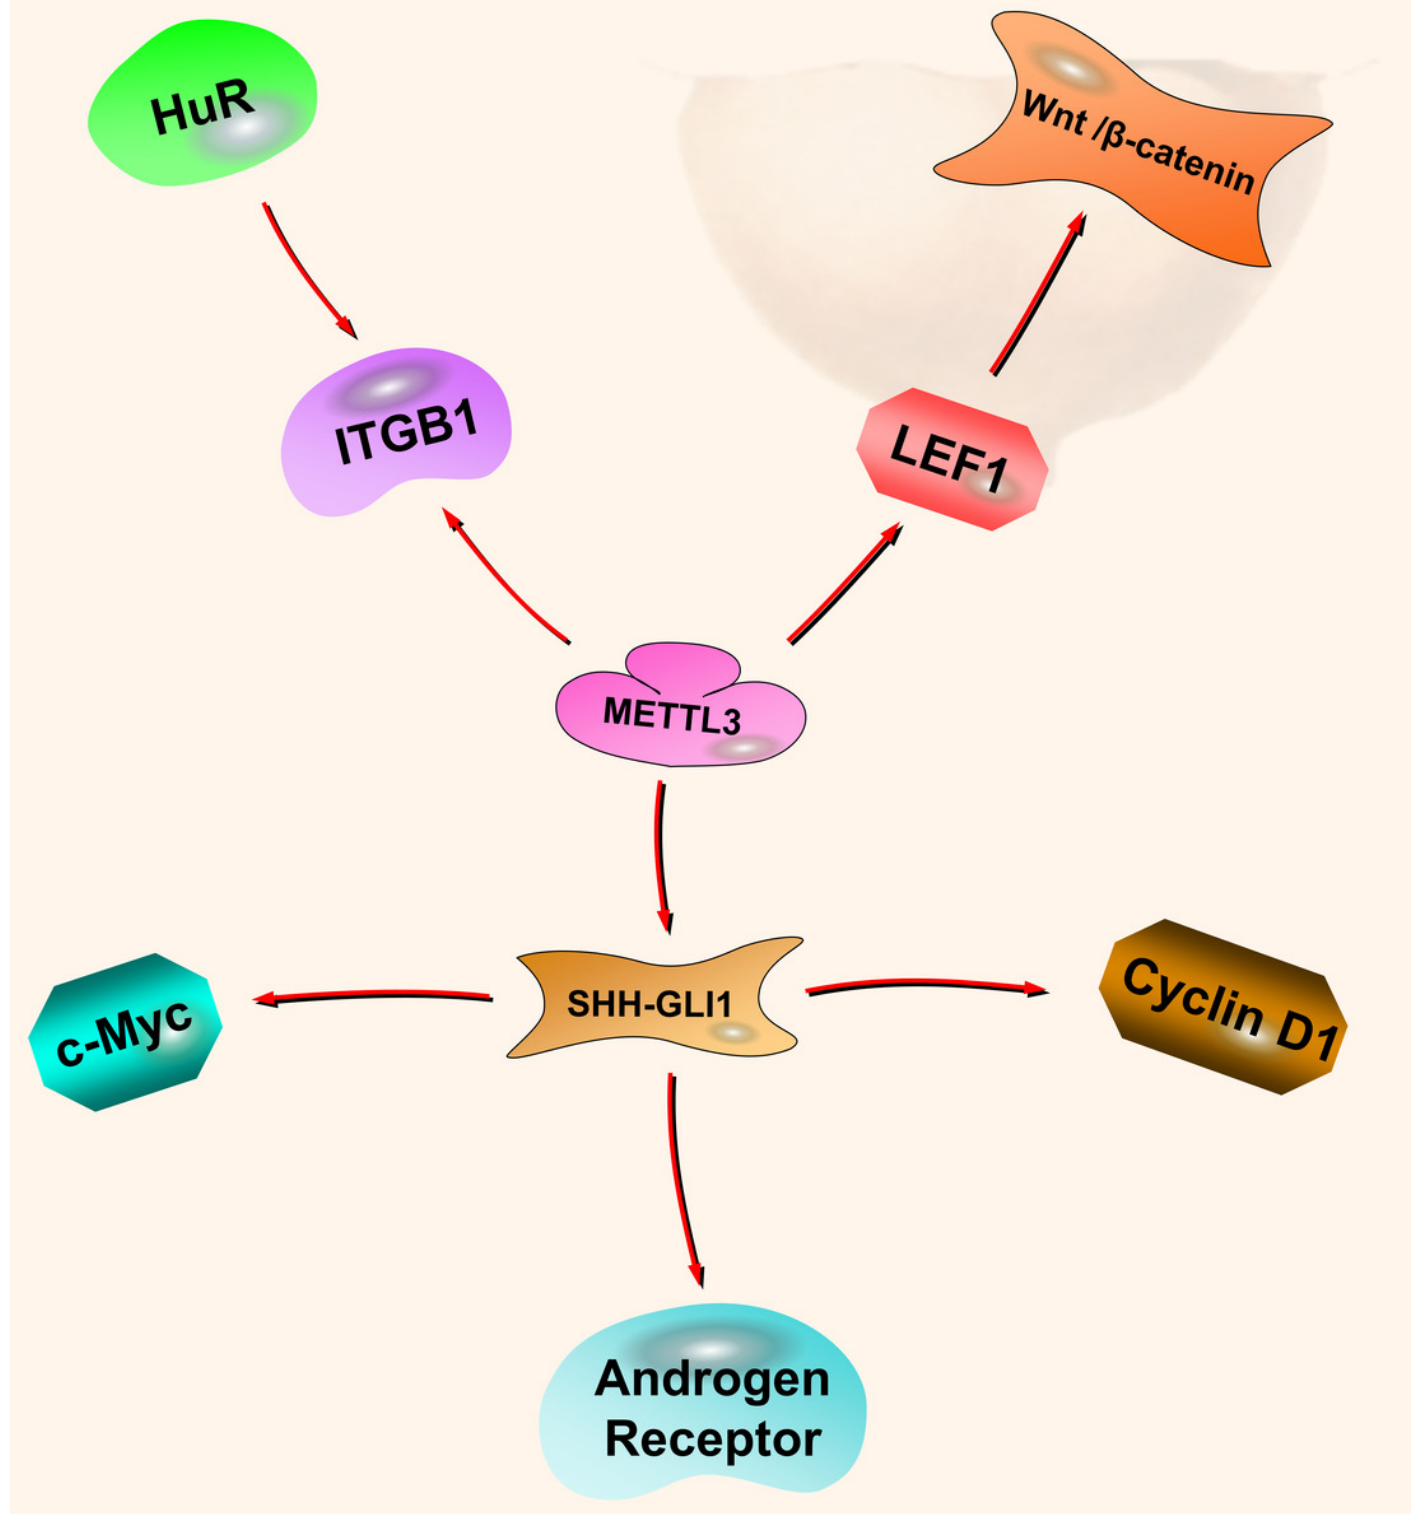 HuR
Wnt /β-catenin
ITGB1
LEF1
METTL3
c-Myc
SHH-GLI1
Cyclin D1
Androgen
Receptor